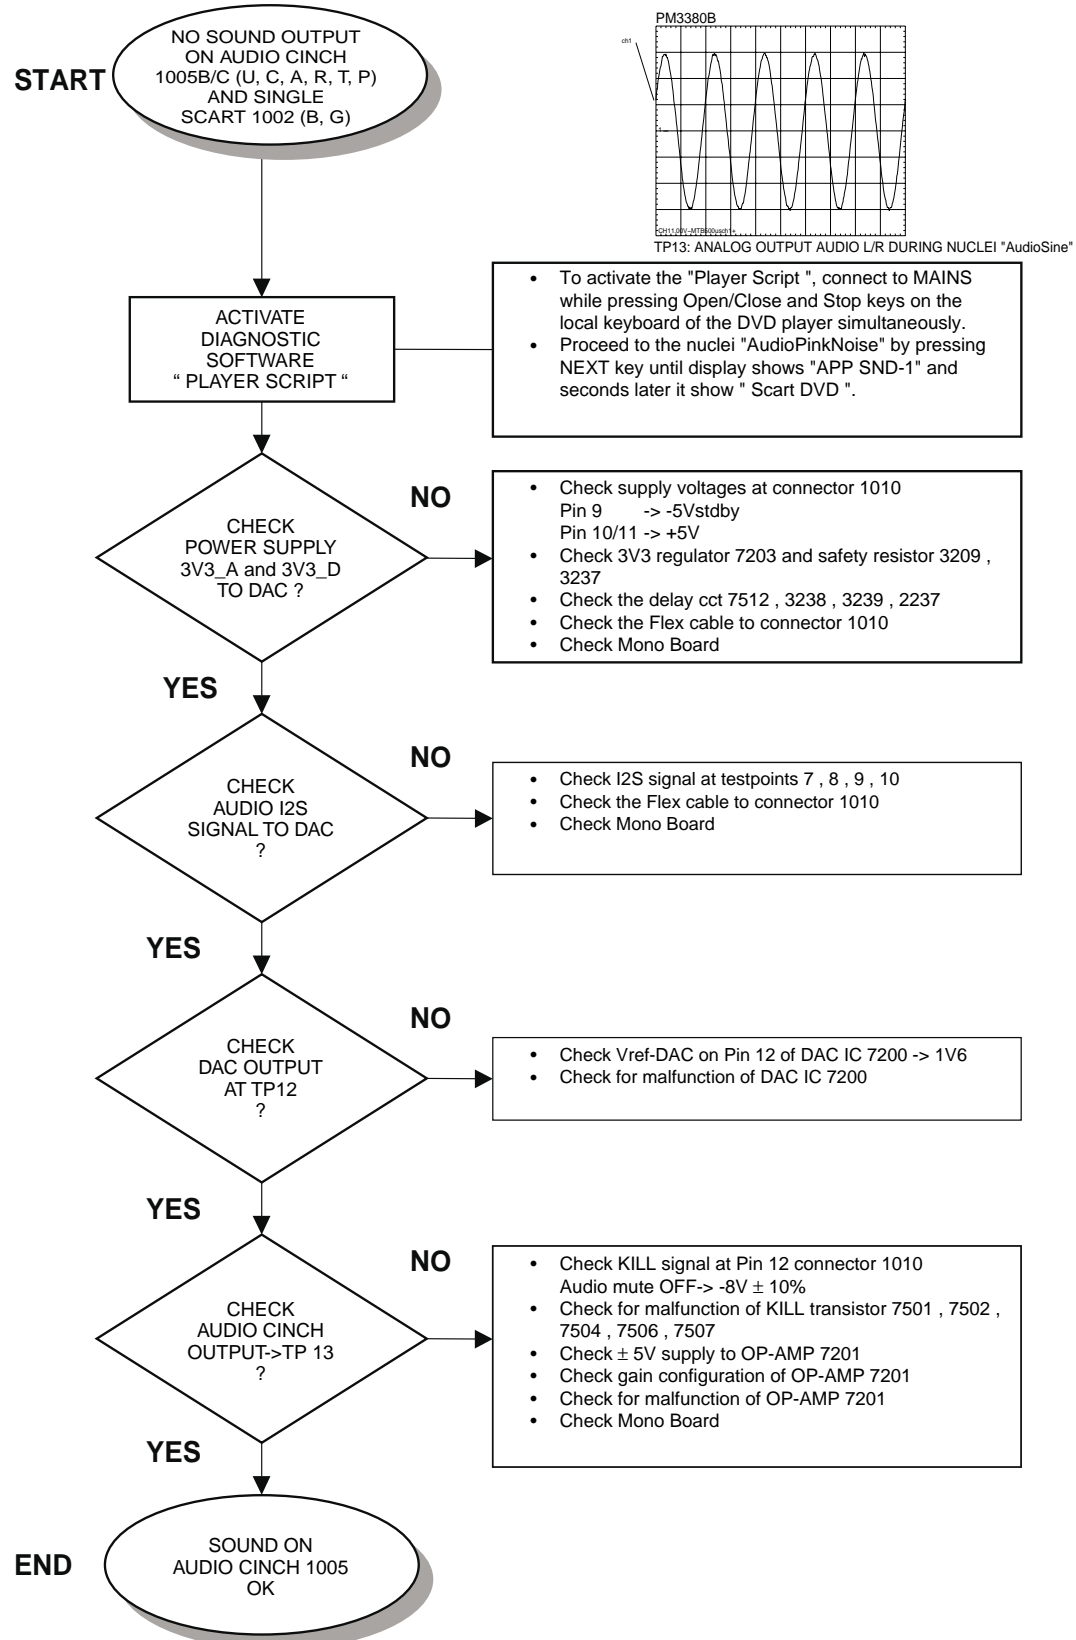 START
NO SOUND OUTPUT
ON AUDIO CINCH
1005B/C (U, C, A, R, T, P)
AND SINGLE
SCART 1002 (B, G)
PM3380B
ch1
1
TP13: ANALOG OUTPUT AUDIO L/R DURING NUCLEI "AudioSine"
ACTIVATE
DIAGNOSTIC
SOFTWARE
“ PLAYER SCRIPT “
• To activate the "Player Script ", connect to MAINS
while pressing Open/Close and Stop keys on the
local keyboard of the DVD player simultaneously.
• Proceed to the nuclei "AudioPinkNoise" by pressing
NEXT key until display shows "APP SND-1" and
seconds later it show " Scart DVD ".
CHECK
POWER SUPPLY
3V3_A and 3V3_D
TO DAC ?
NO
• Check supply voltages at connector 1010
Pin 9 -> -5Vstdby
Pin 10/11 -> +5V
• Check 3V3 regulator 7203 and safety resistor 3209 ,
3237
• Check the delay cct 7512 , 3238 , 3239 , 2237
• Check the Flex cable to connector 1010
• Check Mono Board
YES
CHECK
AUDIO I2S
SIGNAL TO DAC
?
NO
• Check I2S signal at testpoints 7 , 8 , 9 , 10
• Check the Flex cable to connector 1010
• Check Mono Board
YES
CHECK
DAC OUTPUT
AT TP12
?
NO
• Check Vref-DAC on Pin 12 of DAC IC 7200 -> 1V6
• Check for malfunction of DAC IC 7200
YES
CHECK
AUDIO CINCH
OUTPUT->TP 13
?
NO
• Check KILL signal at Pin 12 connector 1010
Audio mute OFF-> -8V ± 10%
• Check for malfunction of KILL transistor 7501 , 7502 ,
7504 , 7506 , 7507
• Check ± 5V supply to OP-AMP 7201
• Check gain configuration of OP-AMP 7201
• Check for malfunction of OP-AMP 7201
• Check Mono Board
YES
END
SOUND ON
AUDIO CINCH 1005
OK